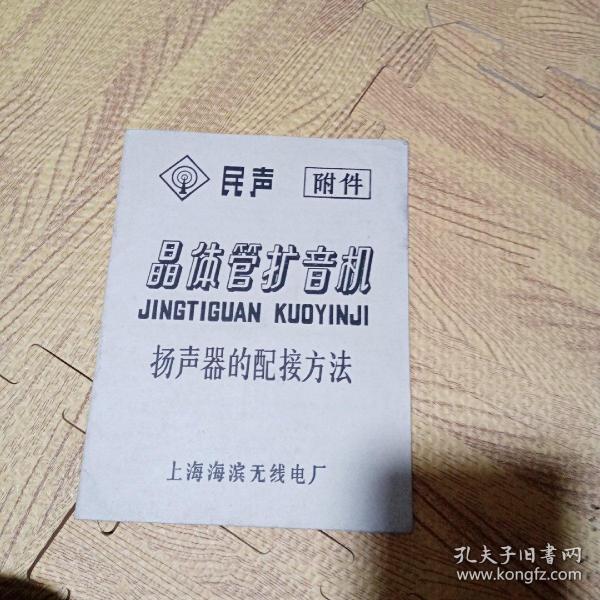 民声 附件
晶体管扩音机
JINGTIGUAN KUOYINJI
扬声器的配接方法
上海海滨无线电厂
孔夫子旧书网
www.kongfz.com